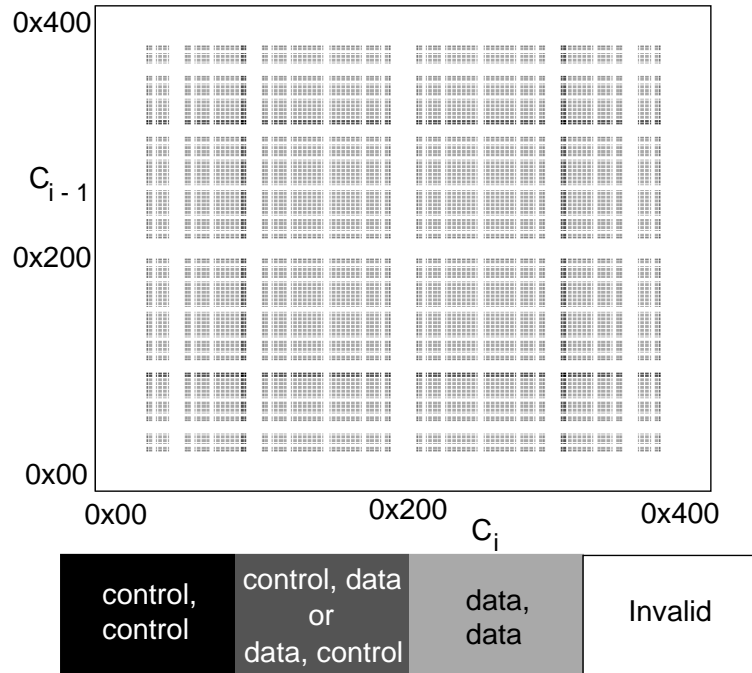 0x400
C i - 1
0x200
0x00
0x00
0x200
0x400
C i
control,
control
control, data
or
data, control
data,
data
Invalid